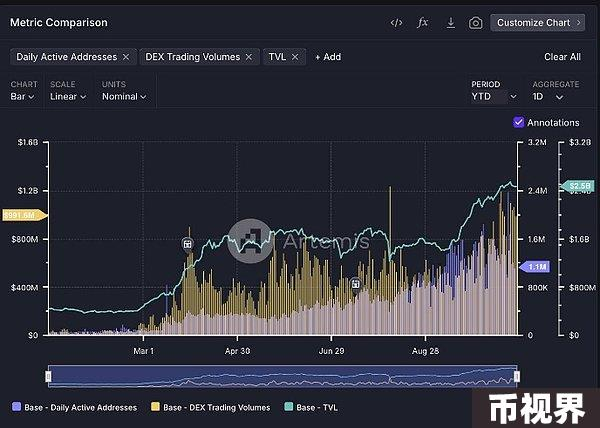 Metric Comparison
</> fx Customize Chart >
Daily Active Addresses × DEX Trading Volumes × TVL × + Add Clear All
CHART SCALE UNITS PERIOD AGGREGATE
Bar Linear Nominal YTD 1D
Annotations
$1.6B 3.2M $3.2B
$1.2B 2.4M $2.4B
$991.6M $2.5B
$800M 1.6M $1.6B
Artemis
1.1M
$400M 800K $800M
$0 0 $0
Mar 1 Apr 30 Jun 29 Aug 28
Base - Daily Active Addresses Base - DEX Trading Volumes Base - TVL
币视界